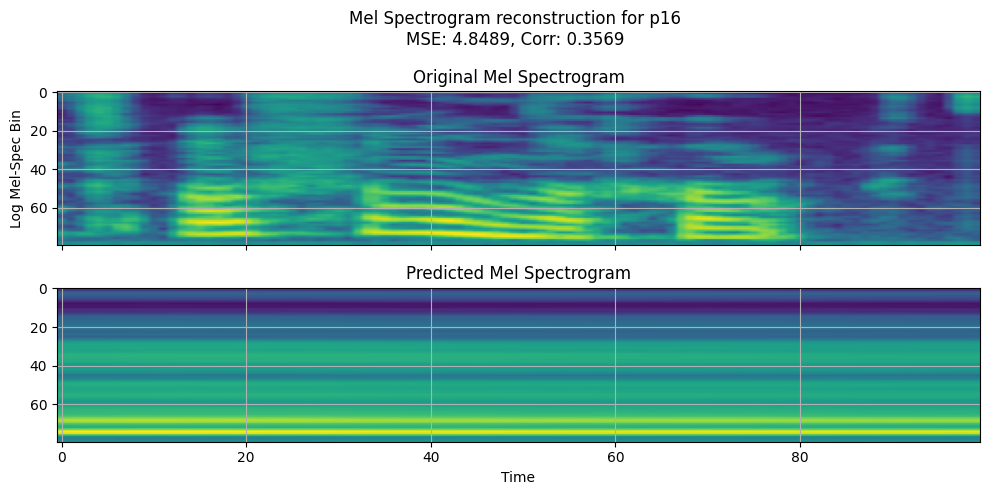 Mel Spectrogram reconstruction for p16
MSE: 4.8489, Corr: 0.3569
Original Mel Spectrogram
Log Mel-Spec Bin
0
20
40
60
Predicted Mel Spectrogram
0
20
40
60
0 20 40 60 80
Time